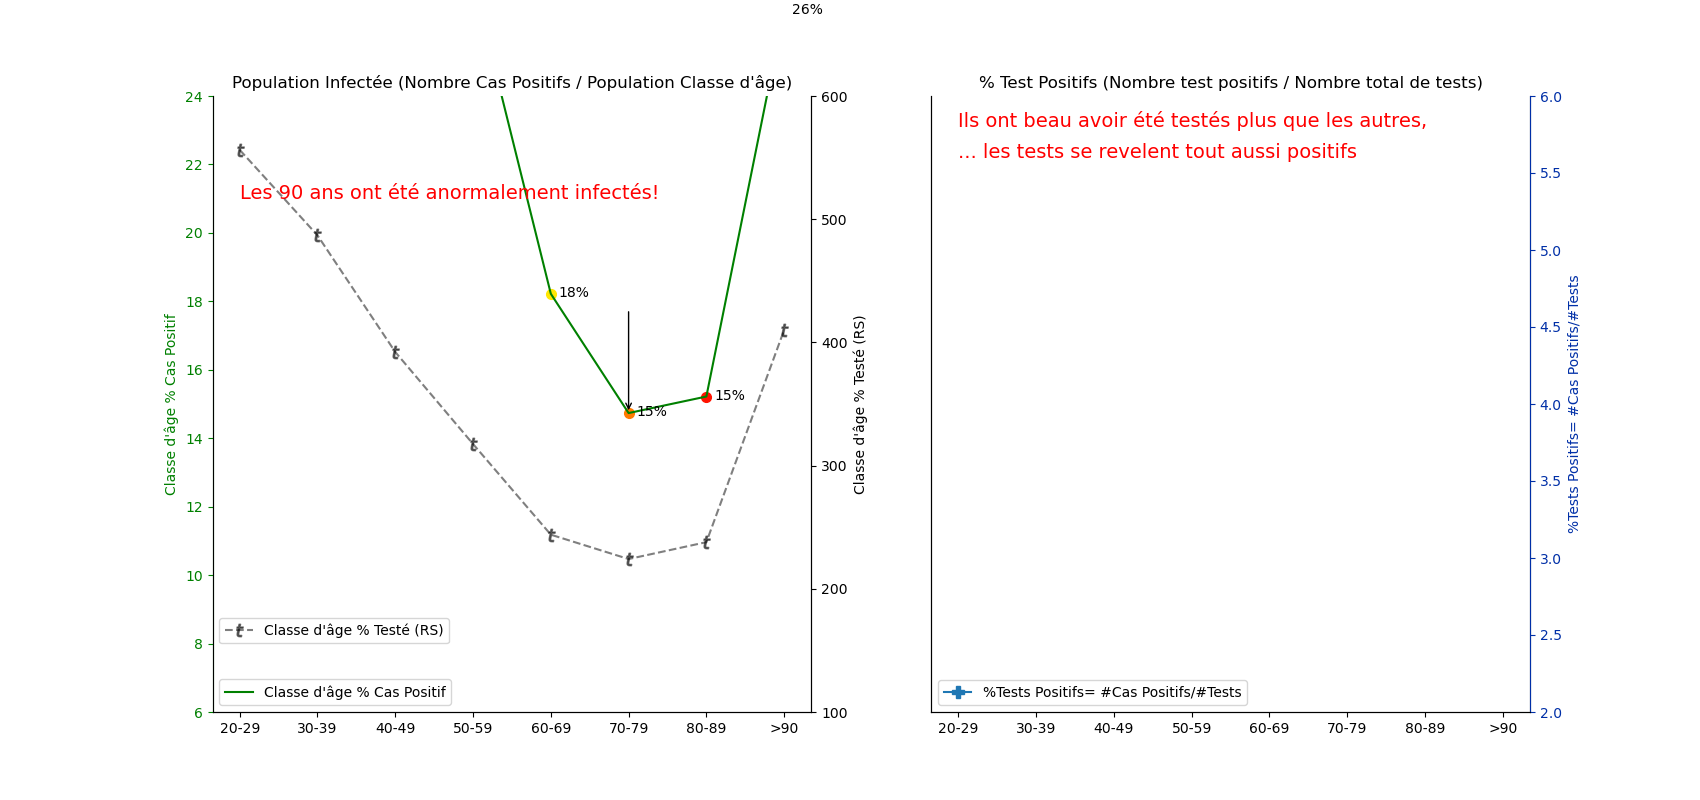 26%
Population Infectée (Nombre Cas Positifs / Population Classe d'âge)
24
22
20
18
16
14
12
10
8
6
Classe d'âge % Cas Positif
Les 90 ans ont été anormalement infectés!
18%
15%
15%
t
t
t
t
t
t
t
t
t Classe d'âge % Testé (RS)
Classe d'âge % Cas Positif
20-29 30-39 40-49 50-59 60-69 70-79 80-89 >90
600
500
400
300
200
100
Classe d'âge % Testé (RS)
% Test Positifs (Nombre test positifs / Nombre total de tests)
Ils ont beau avoir été testés plus que les autres,
... les tests se revelent tout aussi positifs
%Tests Positifs= #Cas Positifs/#Tests
20-29 30-39 40-49 50-59 60-69 70-79 80-89 >90
6.0
5.5
5.0
4.5
4.0
3.5
3.0
2.5
2.0
%Tests Positifs= #Cas Positifs/#Tests